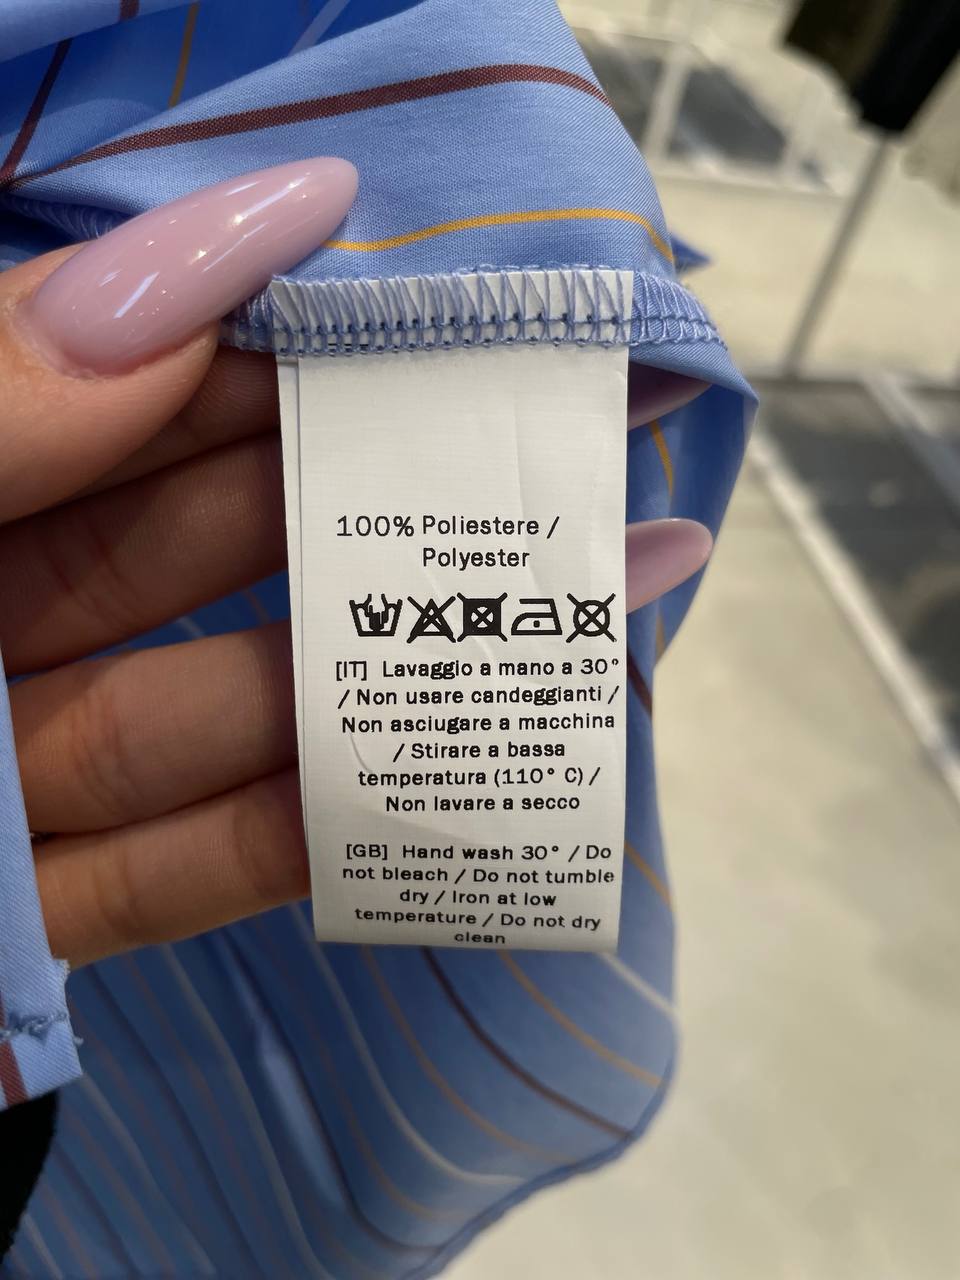 100% Poliestere /
Polyester
[IT] Lavaggio a mano a 30°
/ Non usare candeggianti /
Non asciugare a macchina
/ Stirare a bassa
temperatura (110° C) /
Non lavare a secco
[GB] Hand wash 30° / Do
not bleach / Do not tumble
dry / Iron at low
temperature / Do not dry
clean